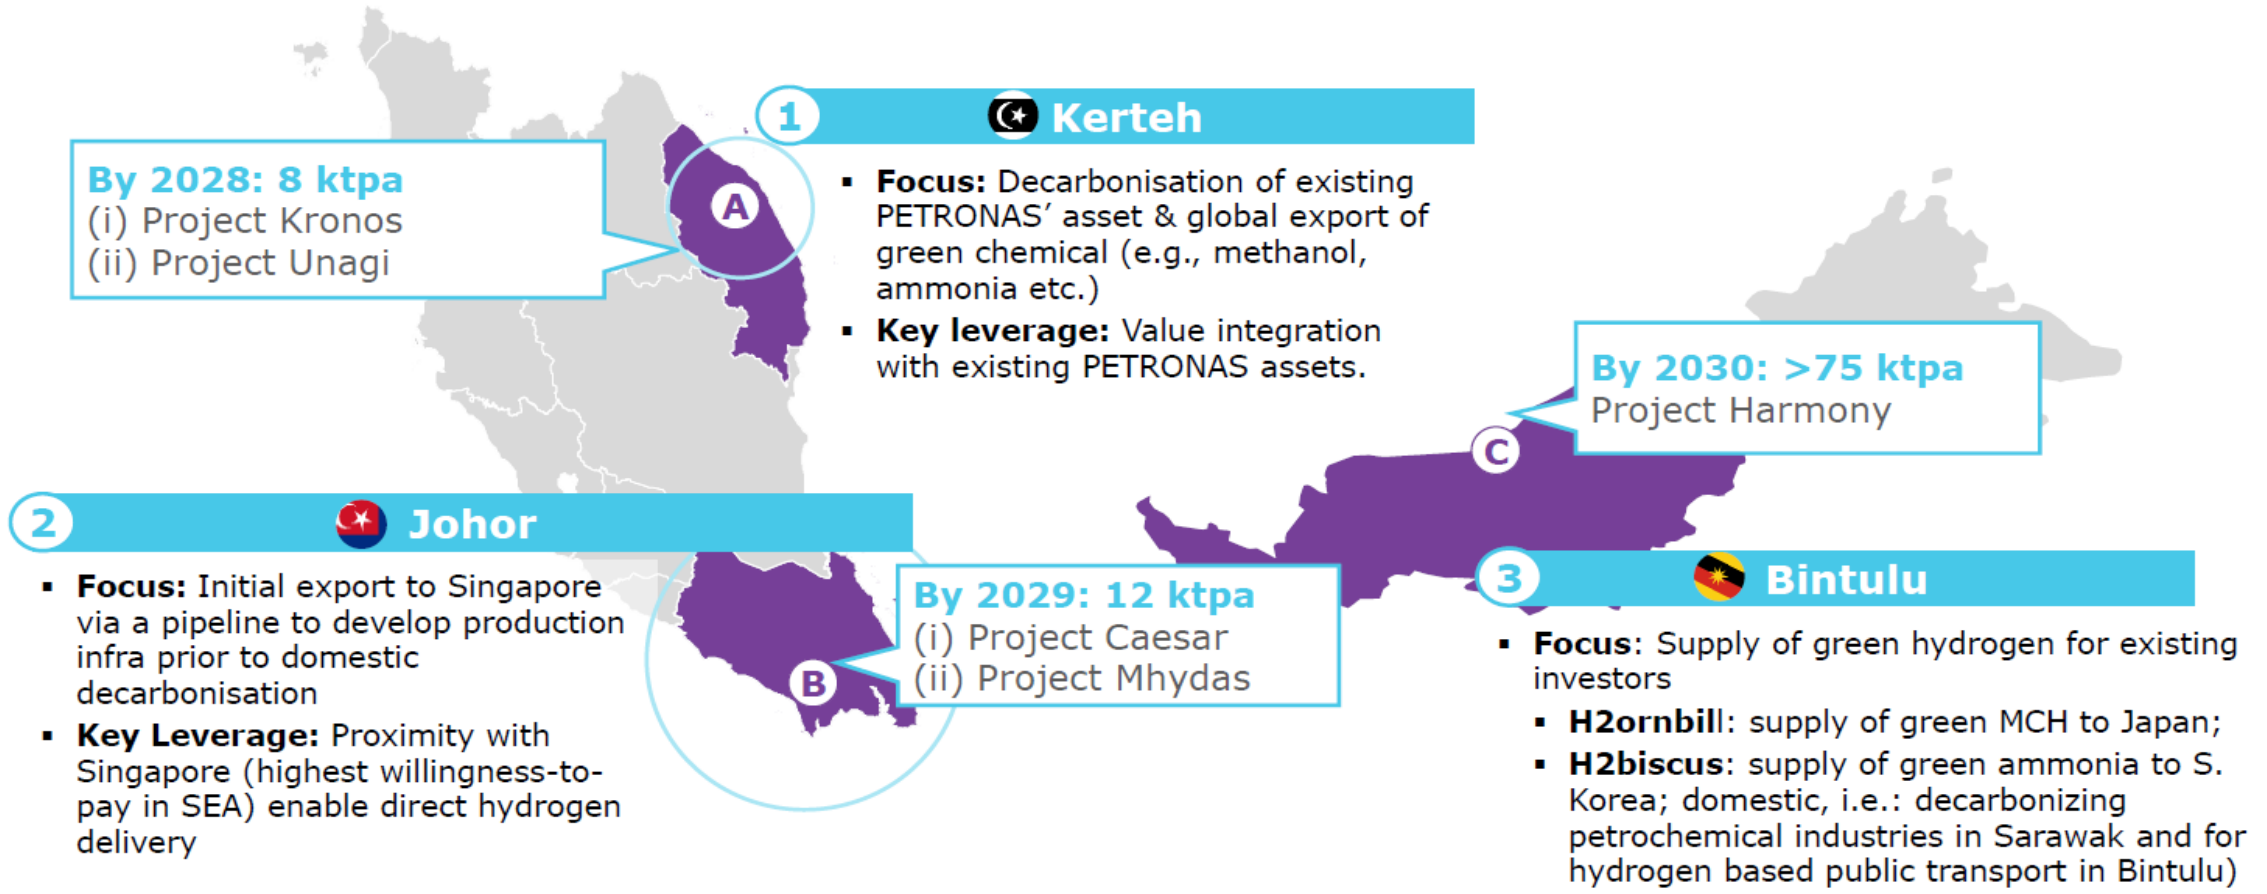 1
Kerteh
By 2028: 8 ktpa
(i) Project Kronos
(ii) Project Unagi
A
▪ Focus: Decarbonisation of existing
PETRONAS’ asset & global export of
green chemical (e.g., methanol,
ammonia etc.)
▪ Key leverage: Value integration
with existing PETRONAS assets.
By 2030: >75 ktpa
Project Harmony
C
2
Johor
▪ Focus: Initial export to Singapore
via a pipeline to develop production
infra prior to domestic
decarbonisation
▪ Key Leverage: Proximity with
Singapore (highest willingness-to-
pay in SEA) enable direct hydrogen
delivery
By 2029: 12 ktpa
(i) Project Caesar
(ii) Project Mhydas
B
3
Bintulu
▪ Focus: Supply of green hydrogen for existing
investors
▪ H2ornbill: supply of green MCH to Japan;
▪ H2biscus: supply of green ammonia to S.
Korea; domestic, i.e.: decarbonizing
petrochemical industries in Sarawak and for
hydrogen based public transport in Bintulu)